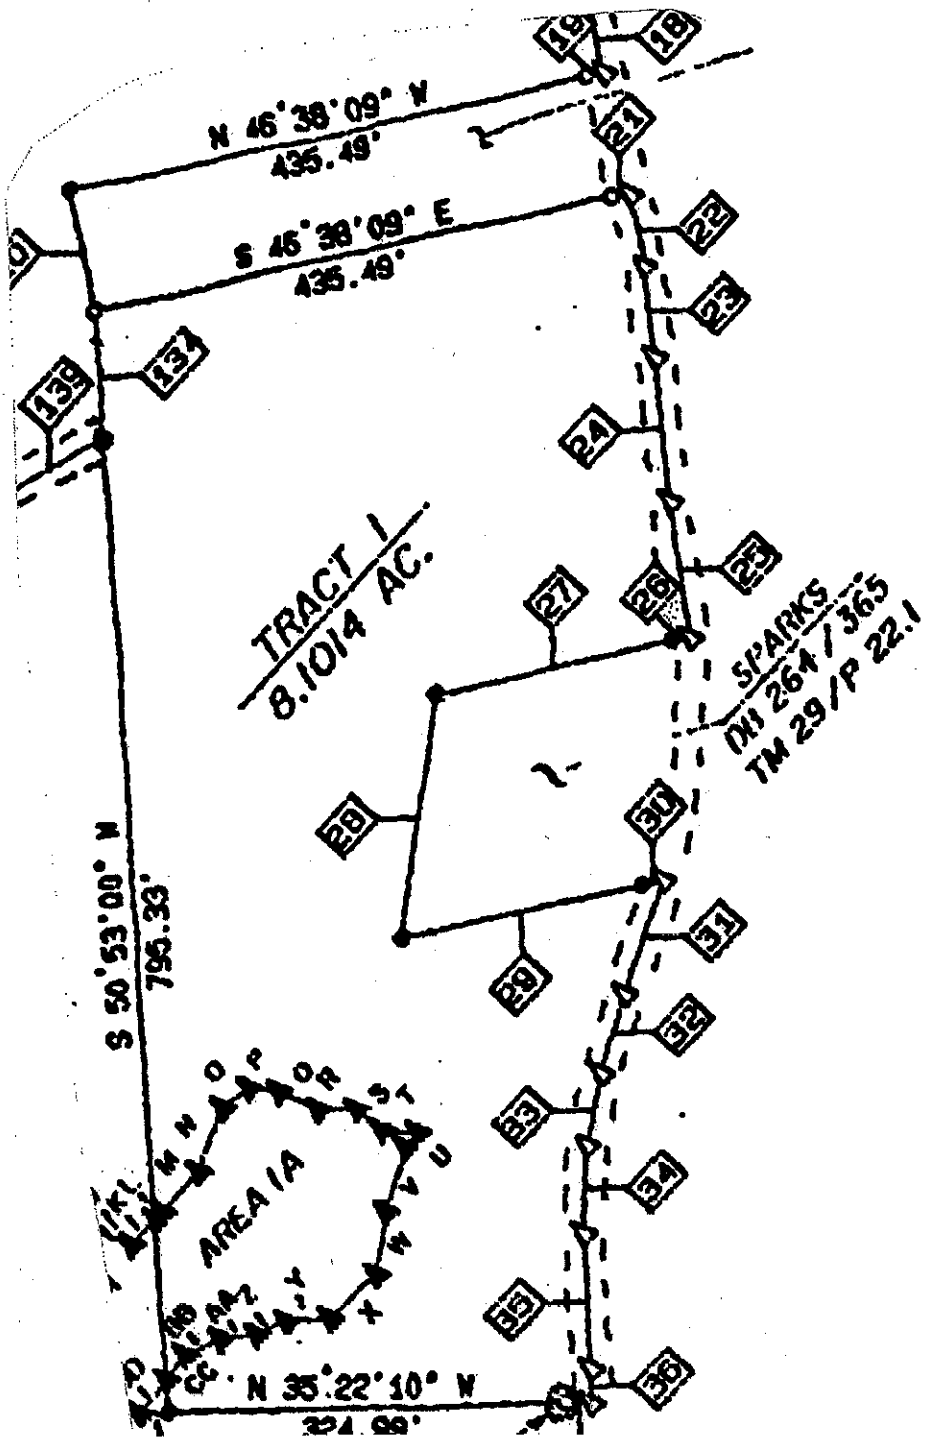 19
18
N 46°38'09" W
435.49'
21
S 46°38'09" E
435.49'
22
23
139
134
24
TRACT 1
8.1014 AC.
25
26
27
SPARKS
DB 264/365
TM 29/P 22.1
28
30
S 50°53'00" W
795.33'
31
29
32
O P Q R S T
33
M N
U
AREA 1A
V
34
W
X
Y
Z
35
CC
N 35°22'10" W
324.99'
36